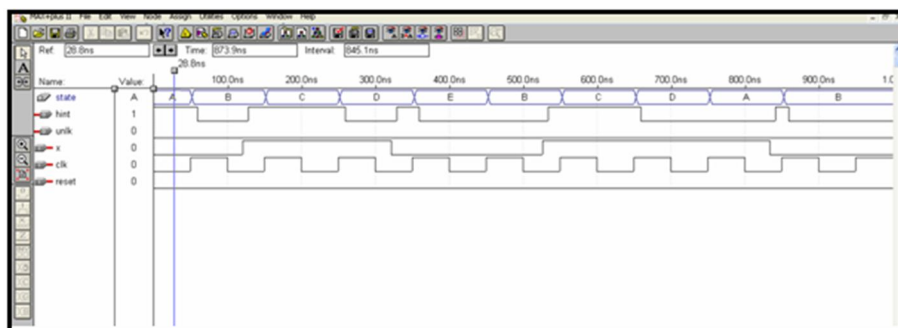 MAX+plus II File Edit View Node Assign Utilities Options Window Help
Ref: 28.8ns Time: 873.9ns Interval: 845.1ns
28.8ns
Name: Value: 100.0ns 200.0ns 300.0ns 400.0ns 500.0ns 600.0ns 700.0ns 800.0ns 900.0ns 1.0
state A A B C D E B C D A B
hint 1
unlk 0
x 0
clk 0
reset 0